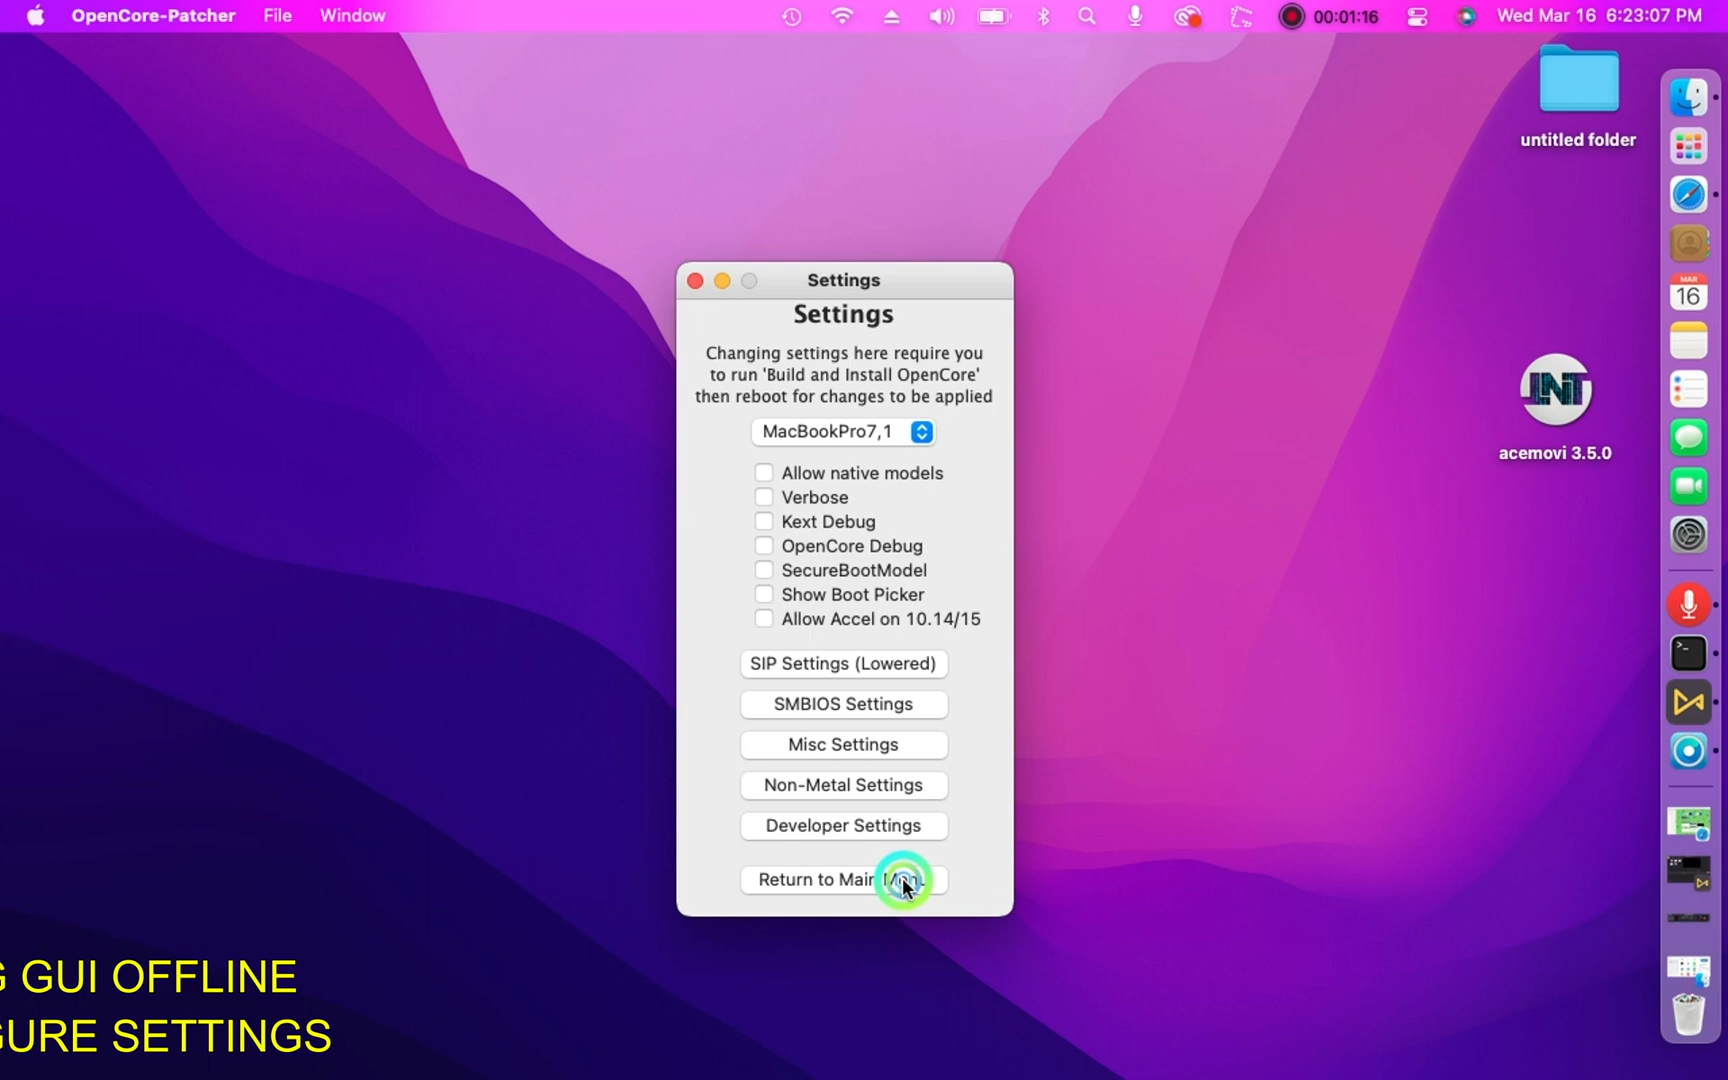 OpenCore-Patcher File Window 00:01:16 Wed Mar 16 6:23:07 PM
untitled folder
MAR
16
acemovi 3.5.0
Settings
Settings
Changing settings here require you
to run 'Build and Install OpenCore'
then reboot for changes to be applied
MacBookPro7,1
Allow native models
Verbose
Kext Debug
OpenCore Debug
SecureBootModel
Show Boot Picker
Allow Accel on 10.14/15
SIP Settings (Lowered)
SMBIOS Settings
Misc Settings
Non-Metal Settings
Developer Settings
Return to Main
G GUI OFFLINE
GURE SETTINGS